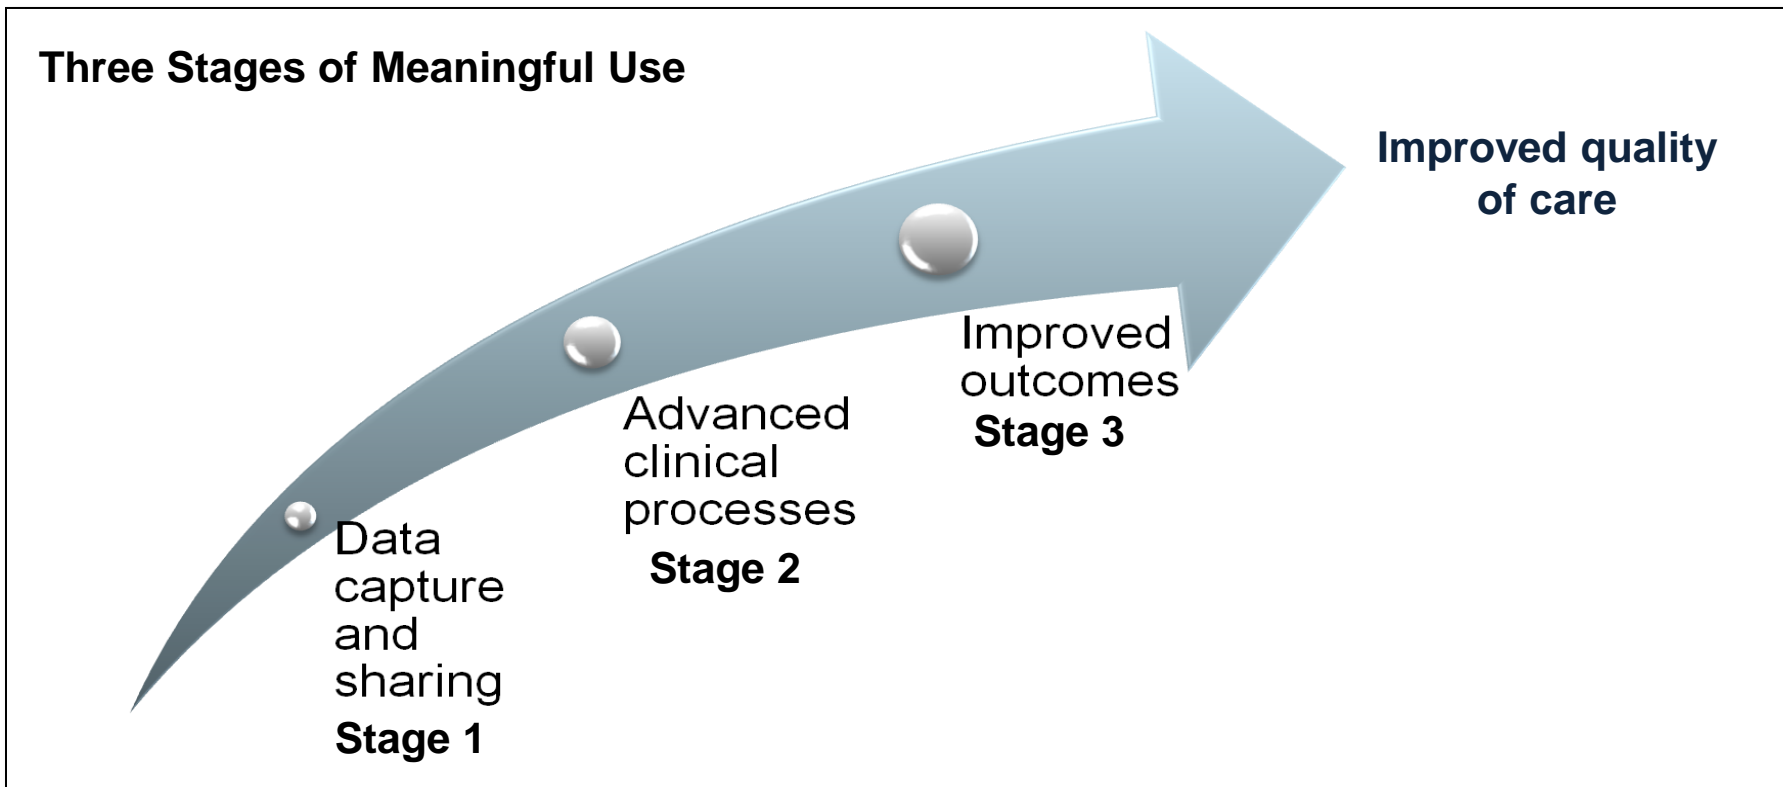 Three Stages of Meaningful Use
Improved quality
of care
Improved
outcomes
Stage 3
Advanced
clinical
processes
Stage 2
Data
capture
and
sharing
Stage 1